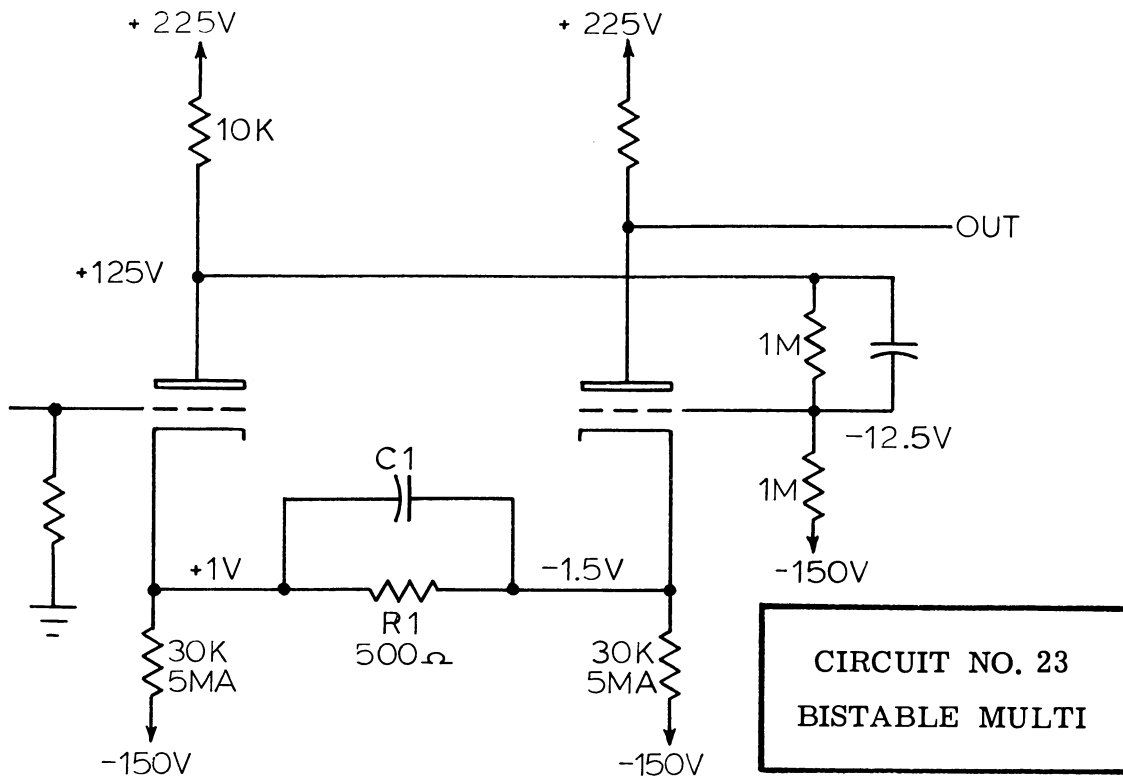 + 225V
+ 225V
10K
OUT
+125V
1M
-12.5V
C1
1M
+1V
-1.5V
-150V
R1
500Ω
30K
5MA
30K
5MA
-150V
-150V
CIRCUIT NO. 23
BISTABLE MULTI